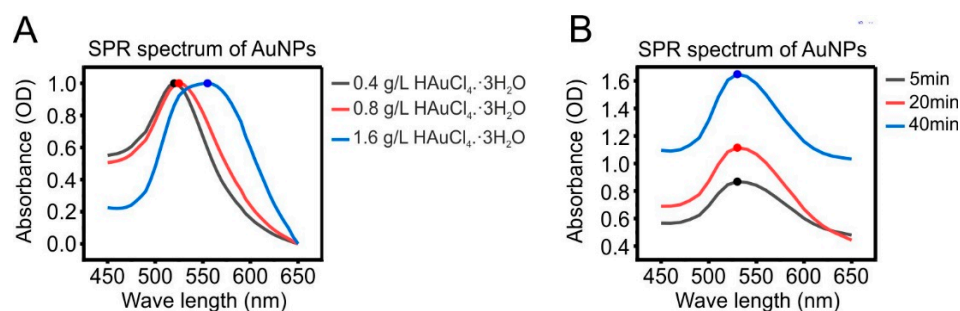 A
SPR spectrum of AuNPs
Absorbance (OD)
1.0
0.8
0.6
0.4
0.2
0.0
450 500 550 600 650
Wave length (nm)
0.4 g/L HAuCl₄·3H₂O
0.8 g/L HAuCl₄·3H₂O
1.6 g/L HAuCl₄·3H₂O
B
SPR spectrum of AuNPs
Absorbance (OD)
1.6
1.4
1.2
1.0
0.8
0.6
0.4
450 500 550 600 650
Wave length (nm)
5min
20min
40min